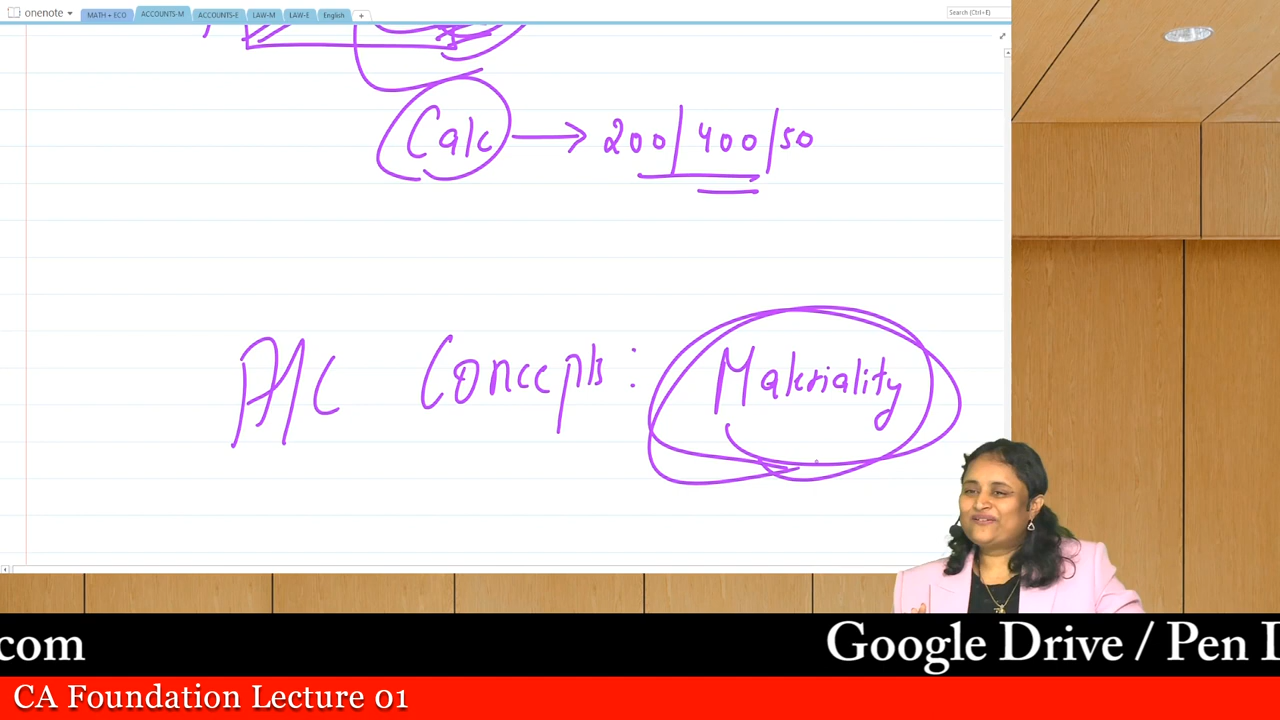 onenote MATH + ECO ACCOUNTS-M ACCOUNTS-E LAW-M LAW-E English + Search (Ctrl+E)
Calc → 200/400/50
A/C Concepts: Materiality
.com Google Drive / Pen D
CA Foundation Lecture 01